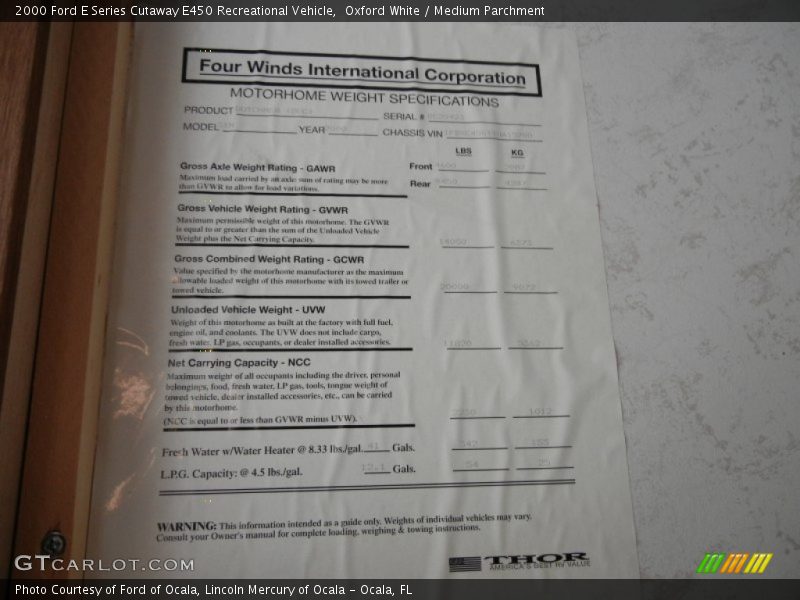 2000 Ford E Series Cutaway E450 Recreational Vehicle,  Oxford White / Medium Parchment
Four Winds International Corporation
MOTORHOME WEIGHT SPECIFICATIONS
PRODUCT SERIAL #
MODEL YEAR CHASSIS VIN
LBS KG
Gross Axle Weight Rating - GAWR Front
Maximum load carried by an axle: sum of rating may be more
than GVWR to allow for load variations. Rear
Gross Vehicle Weight Rating - GVWR
Maximum permissible weight of this motorhome. The GVWR
is equal to or greater than the sum of the Unloaded Vehicle
Weight plus the Net Carrying Capacity.
Gross Combined Weight Rating - GCWR
Value specified by the motorhome manufacturer as the maximum
allowable loaded weight of this motorhome with its towed trailer or
towed vehicle. 20000
Unloaded Vehicle Weight - UVW
Weight of this motorhome as built at the factory with full fuel,
engine oil, and coolants. The UVW does not include cargo,
fresh water, LP gas, occupants, or dealer installed accessories.
Net Carrying Capacity - NCC
Maximum weight of all occupants including the driver, personal
belongings, food, fresh water, LP gas, tools, tongue weight of
towed vehicle, dealer installed accessories, etc., can be carried
by this motorhome.
(NCC is equal to or less than GVWR minus UVW).
Fresh Water w/Water Heater @ 8.33 lbs./gal. 41 Gals. 342 155
L.P.G. Capacity: @ 4.5 lbs./gal. Gals. 54 25
WARNING: This information intended as a guide only. Weights of individual vehicles may vary.
Consult your Owner's manual for complete loading, weighing & towing instructions.
THOR
AMERICA'S BEST RV VALUE
GTCARLOT.COM
Photo Courtesy of Ford of Ocala, Lincoln Mercury of Ocala - Ocala, FL